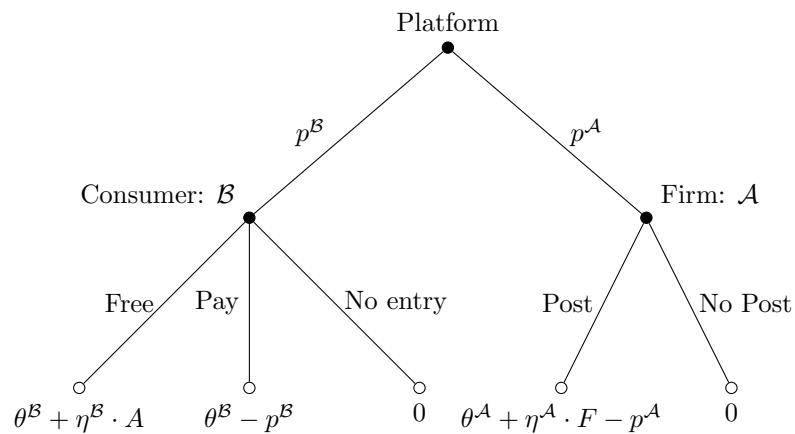 Platform
p^ℬ
p^𝒜
Consumer: ℬ
Firm: 𝒜
Free
Pay
No entry
Post
No Post
θ^ℬ + η^ℬ · A
θ^ℬ − p^ℬ
0
θ^𝒜 + η^𝒜 · F − p^𝒜
0